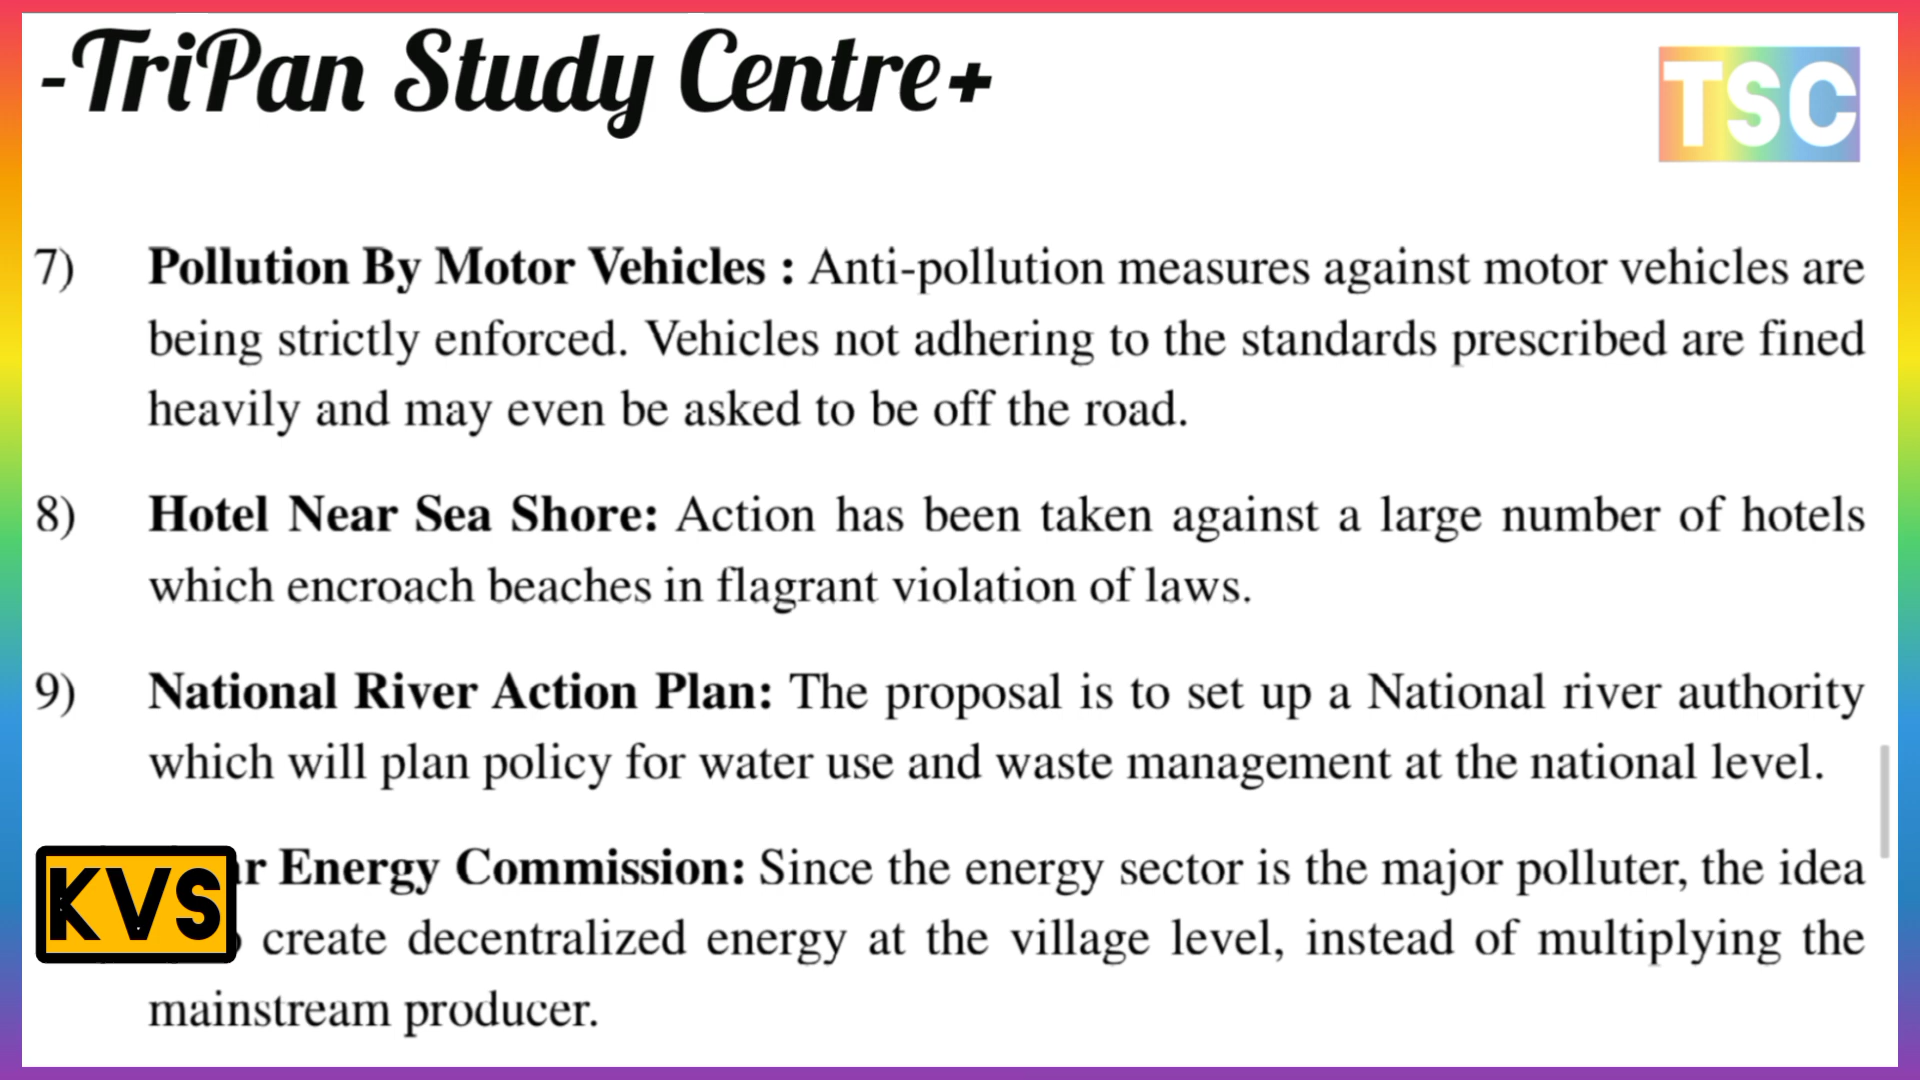 -TriPan Study Centre+
TSC
7) Pollution By Motor Vehicles : Anti-pollution measures against motor vehicles are
being strictly enforced. Vehicles not adhering to the standards prescribed are fined
heavily and may even be asked to be off the road.
8) Hotel Near Sea Shore: Action has been taken against a large number of hotels
which encroach beaches in flagrant violation of laws.
9) National River Action Plan: The proposal is to set up a National river authority
which will plan policy for water use and waste management at the national level.
KVS
Energy Commission: Since the energy sector is the major polluter, the idea
create decentralized energy at the village level, instead of multiplying the
mainstream producer.